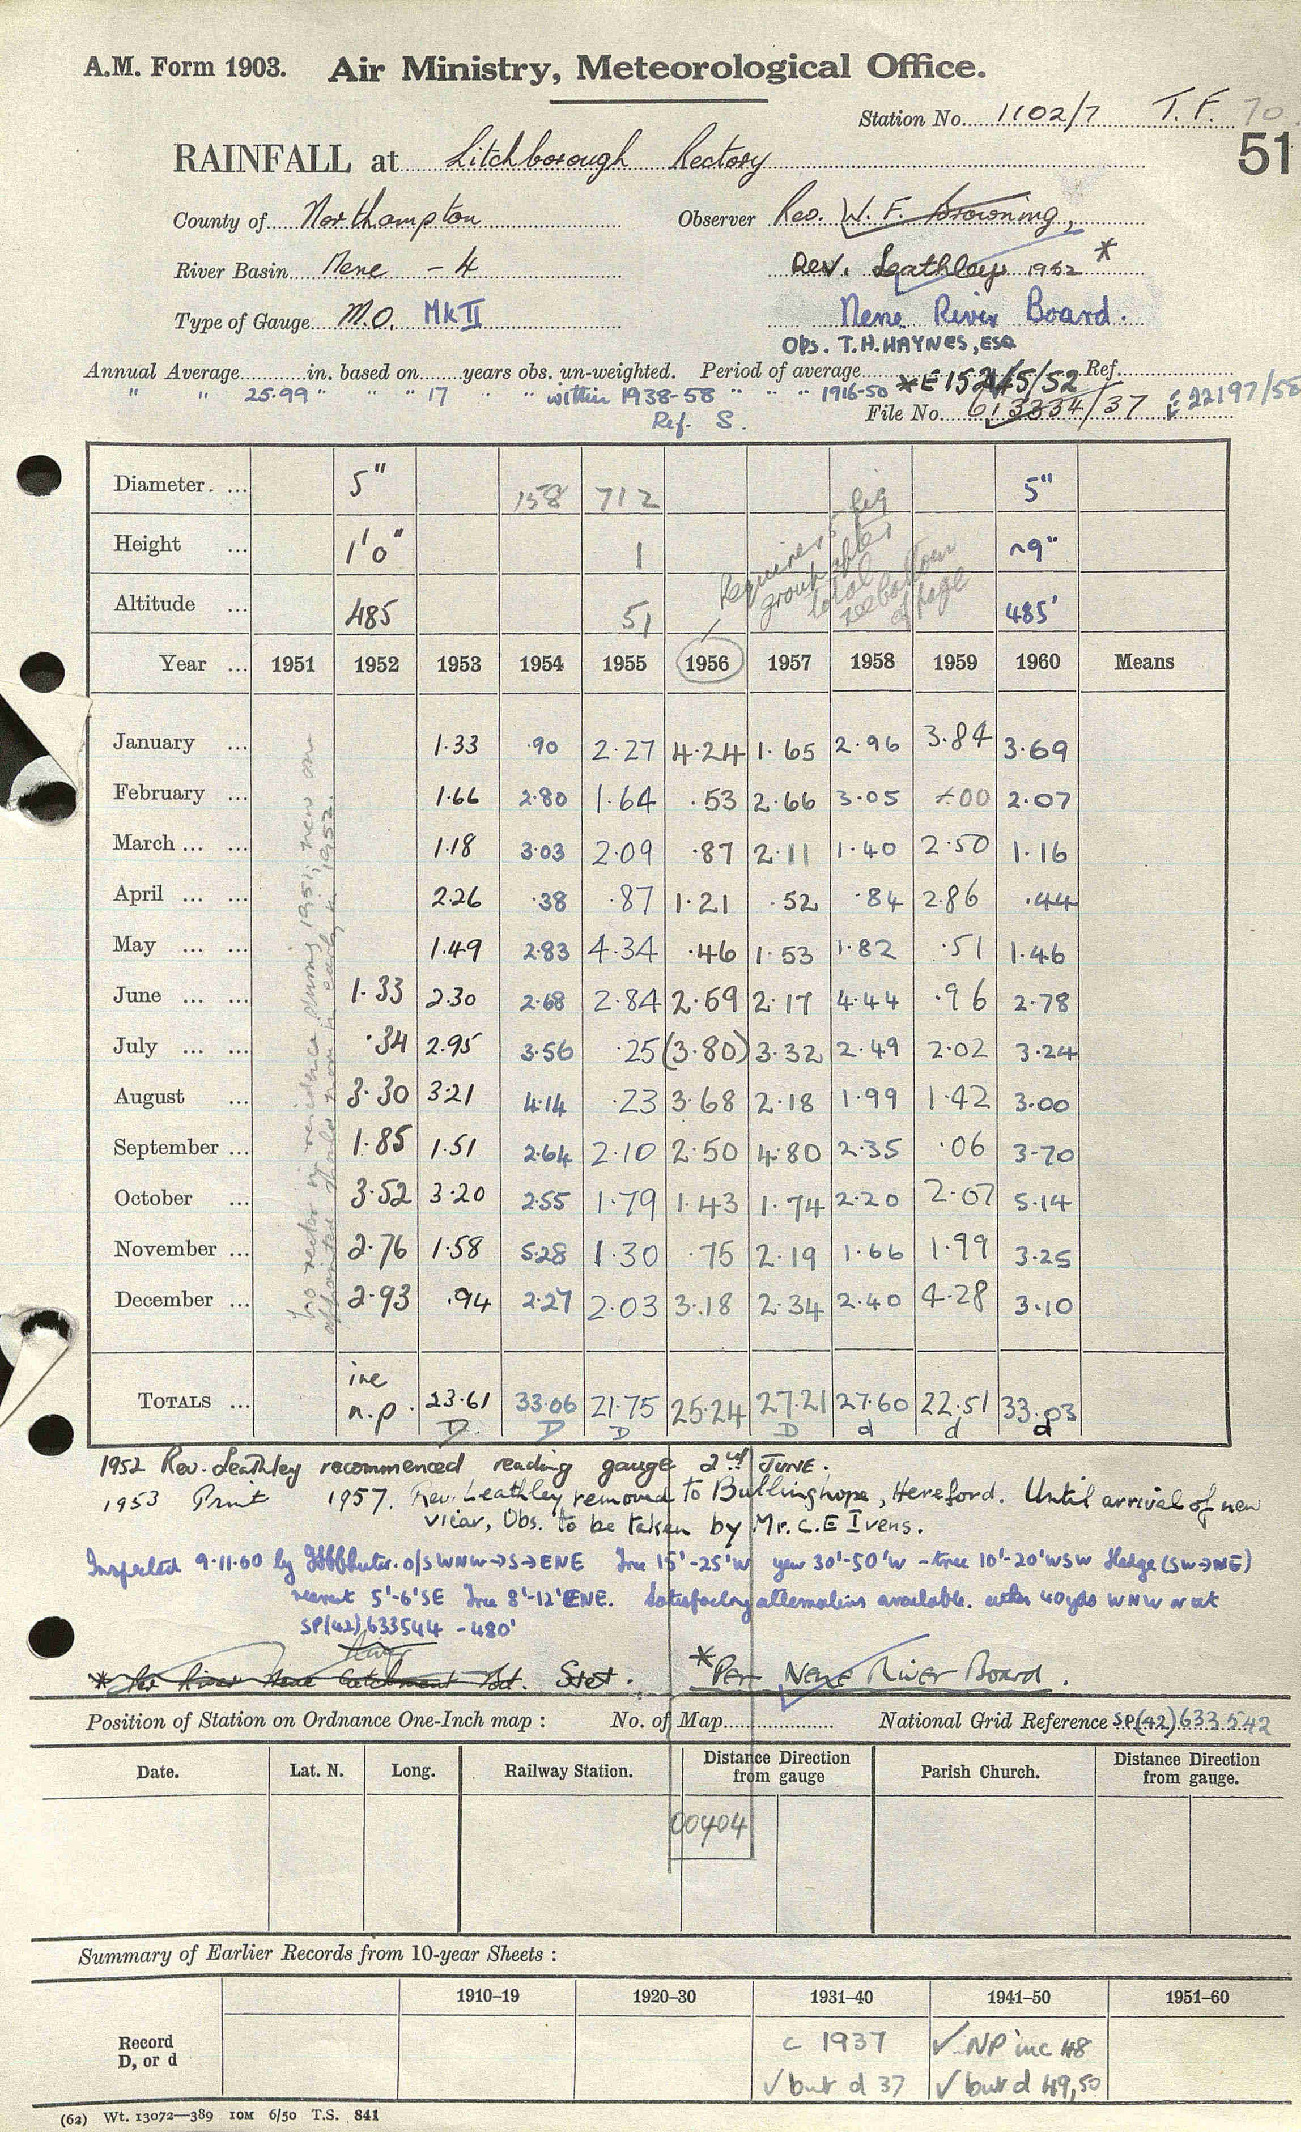 A.M. Form 1903. Air Ministry, Meteorological Office.
Station No. 1102/7 T.F. 70
51
RAINFALL at Litchborough Rectory
County of Northampton Observer Rev. W. F. Browning,
River Basin Nene - 4 Rev. Leathley 1952 *
Type of Gauge M.O. Mk II Nene River Board.
Obs. T.H. HAYNES, ESQ
Annual Average in. based on years obs. un-weighted. Period of average Ref.
" " 25.99 " " " 17 " " within 1938-58 " " " 1916-50 *E 15 /5/52
Ref. S. File No. 613334/37 E 22197/58
Diameter ... 5" 158 712 5"
Height ... 1'0" 1 ~9"
Altitude ... 485 51 485'
Requires 5 fig group after total see bottom of page
Year ... 1951 1952 1953 1954 1955 1956 1957 1958 1959 1960 Means
January ... 1.33 .90 2.27 4.24 1.65 2.96 3.84 3.69
February ... 1.66 2.80 1.64 .53 2.66 3.05 .00 2.07
March ... ... 1.18 3.03 2.09 .87 2.11 1.40 2.50 1.16
April ... ... 2.26 .38 .87 1.21 .52 .84 2.86 .44
May ... ... 1.49 2.83 4.34 .46 1.53 1.82 .51 1.46
June ... ... 1.33 2.30 2.68 2.84 2.59 2.17 4.44 .96 2.78
July ... ... .34 2.95 3.56 .25 (3.80) 3.32 2.49 2.02 3.24
August ... 3.30 3.21 4.14 .23 3.68 2.18 1.99 1.42 3.00
September ... 1.85 1.51 2.64 2.10 2.50 4.80 2.35 .06 3.70
October ... 3.52 3.20 2.55 1.79 1.43 1.74 2.20 2.07 5.14
November ... 2.76 1.58 5.28 1.30 .75 2.19 1.66 1.99 3.25
December ... 2.93 .94 2.27 2.03 3.18 2.34 2.40 4.28 3.10
No rector in residence during 1951; new one
appointed should move in early in 1952.
Totals ... inc n.p. 23.61 33.06 21.75 25.24 27.21 27.60 22.51 33.03
D D D D d d d
1952 Rev. Leathley recommenced reading gauge 2nd JUNE.
1953 Print 1957. Rev. Leathley removed to Bullinghope, Hereford. Until arrival of new
vicar, Obs. to be taken by Mr. C.E Ivens.
Inspected 9.11.60 by O/S WNW→S→ENE Tree 15'-25'W yew 30'-50'W - tree 10'-20'WSW Hedge (SW→NE)
nearest 5'-6'SE Tree 8'-12'ENE. Satisfactory alternatives available. either 40yds WNW or at
SP(42)633544 - 480'
* The River Nene Catchment Bd. Stet. *Per Nene River Board.
Position of Station on Ordnance One-Inch map : No. of Map National Grid Reference SP(42)633542
Date. Lat. N. Long. Railway Station. Distance Direction from gauge Parish Church. Distance Direction from gauge.
00404
Summary of Earlier Records from 10-year Sheets :
1910–19 1920–30 1931–40 1941–50 1951–60
Record D, or d
c 1937 ✓ NP inc 48
✓ but d 37 ✓ but d 49,50
(62) Wt. 13072—389 10M 6/50 T.S. 841